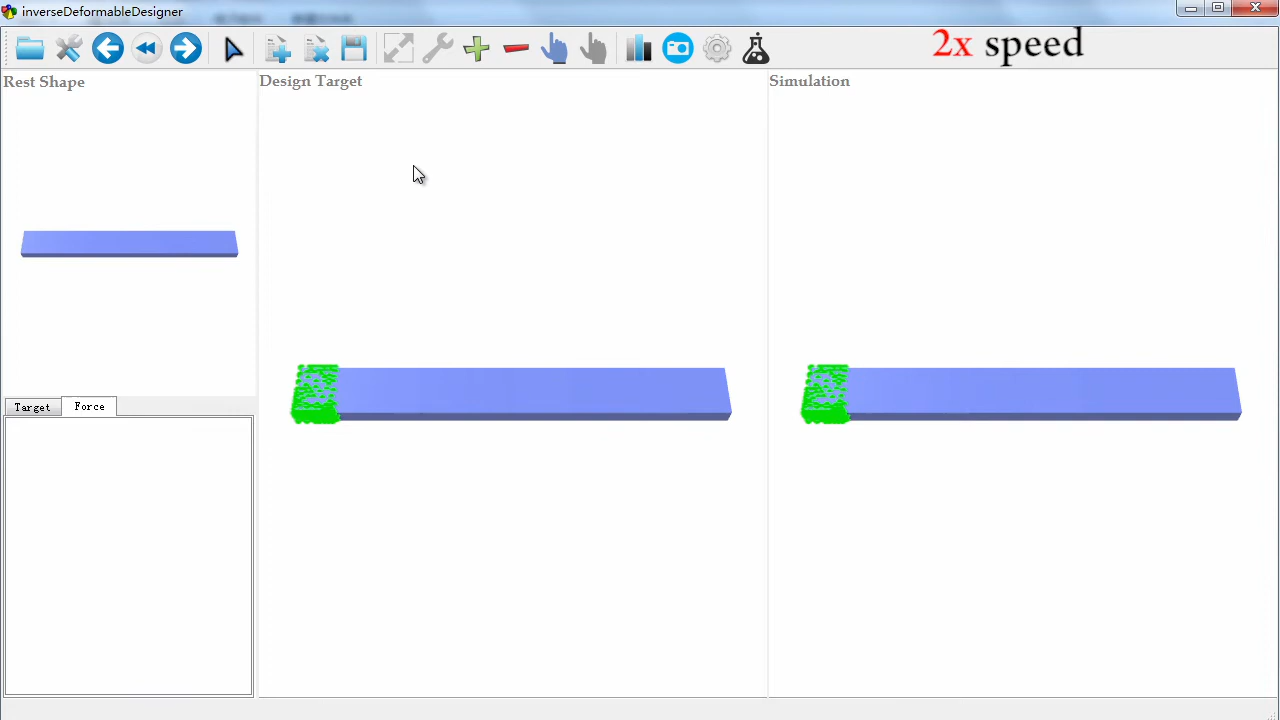 inverseDeformableDesigner
2x speed
Rest Shape
Design Target
Simulation
Target
Force